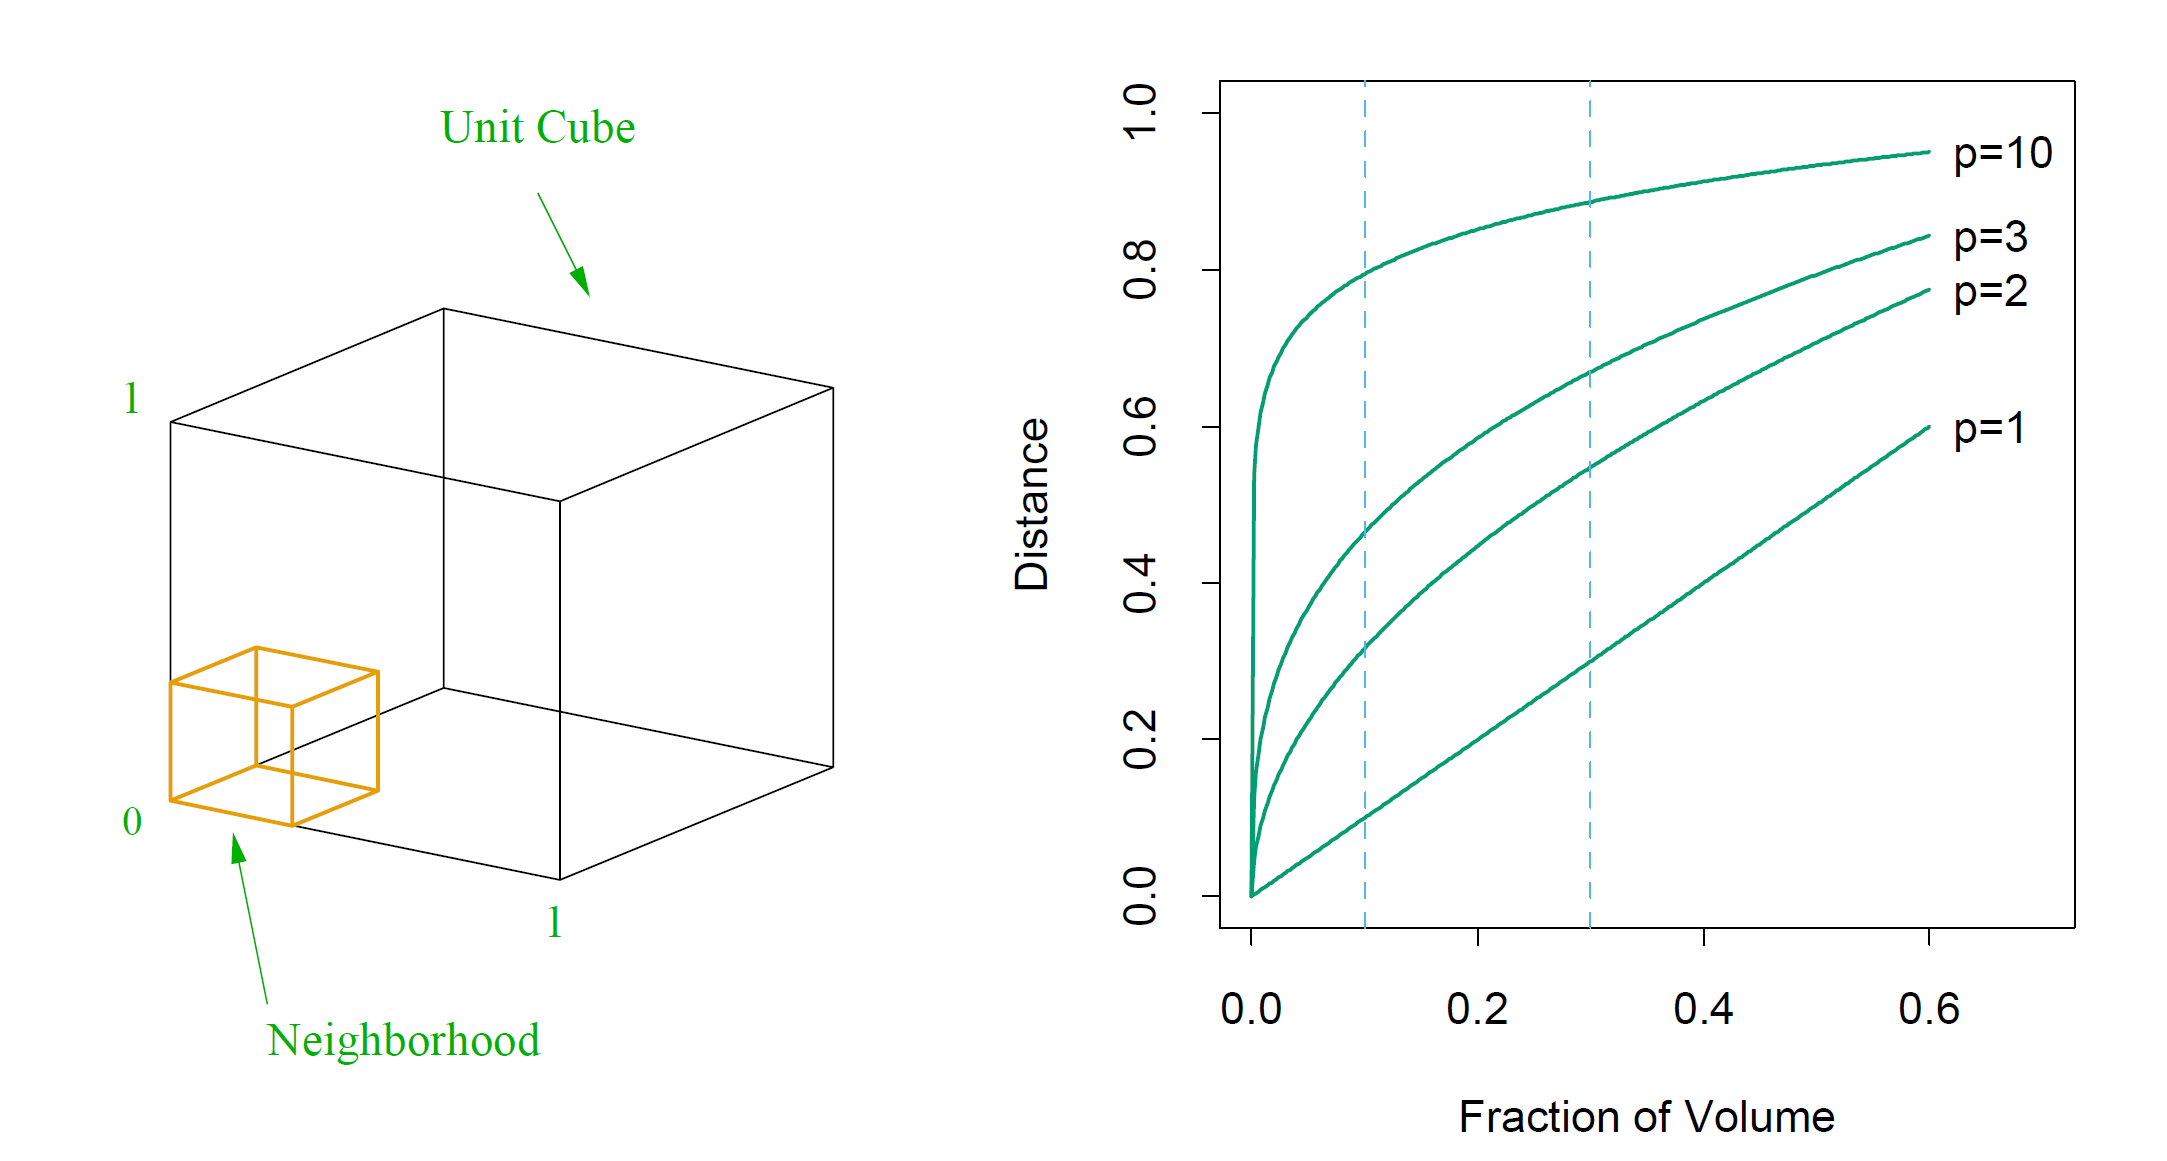 Unit Cube
1
0
1
Neighborhood
Distance
1.0
0.8
0.6
0.4
0.2
0.0
p=10
p=3
p=2
p=1
0.0 0.2 0.4 0.6
Fraction of Volume